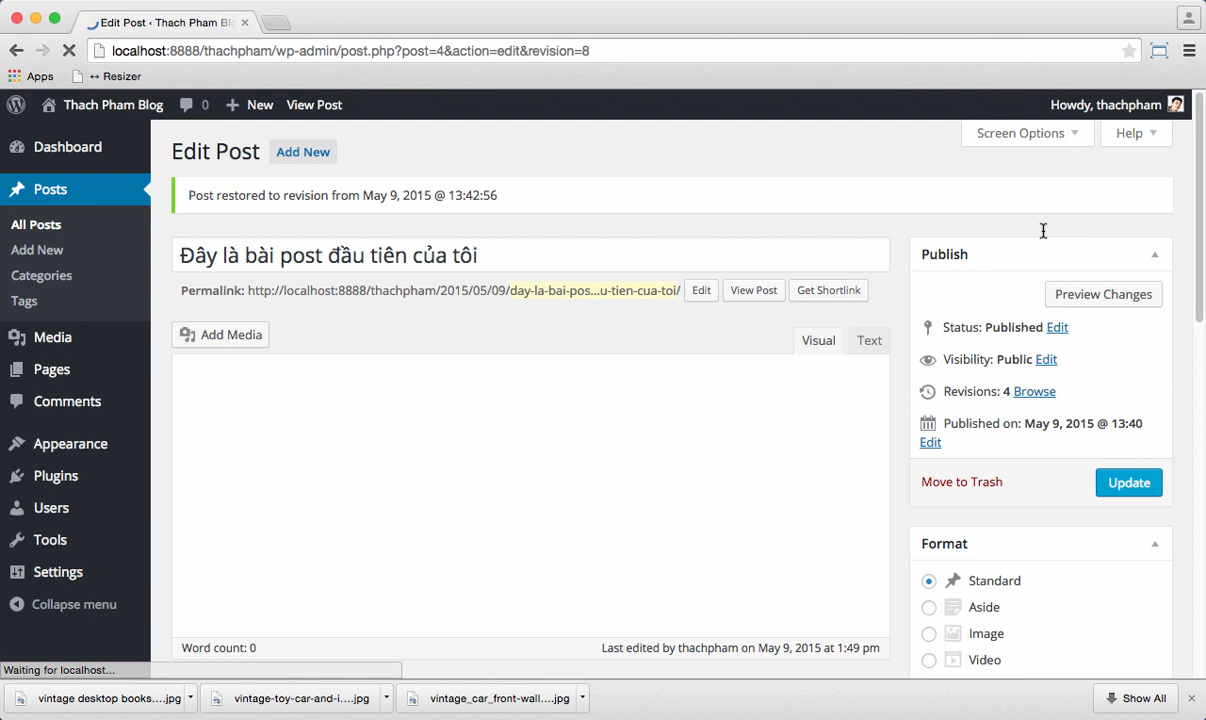 Edit Post ‹ Thach Pham Bl
localhost:8888/thachpham/wp-admin/post.php?post=4&action=edit&revision=8
Apps
↔ Resizer
Thach Pham Blog
0
New
View Post
Howdy, thachpham
Dashboard
Posts
All Posts
Add New
Categories
Tags
Media
Pages
Comments
Appearance
Plugins
Users
Tools
Settings
Collapse menu
Screen Options
Help
Edit Post
Add New
Post restored to revision from May 9, 2015 @ 13:42:56
Đây là bài post đầu tiên của tôi
Permalink: http://localhost:8888/thachpham/2015/05/09/day-la-bai-pos...u-tien-cua-toi/
Edit
View Post
Get Shortlink
Add Media
Visual
Text
Word count: 0
Last edited by thachpham on May 9, 2015 at 1:49 pm
Publish
Preview Changes
Status: Published Edit
Visibility: Public Edit
Revisions: 4 Browse
Published on: May 9, 2015 @ 13:40
Edit
Move to Trash
Update
Format
Standard
Aside
Image
Video
Waiting for localhost...
vintage desktop books....jpg
vintage-toy-car-and-i....jpg
vintage_car_front-wall....jpg
Show All